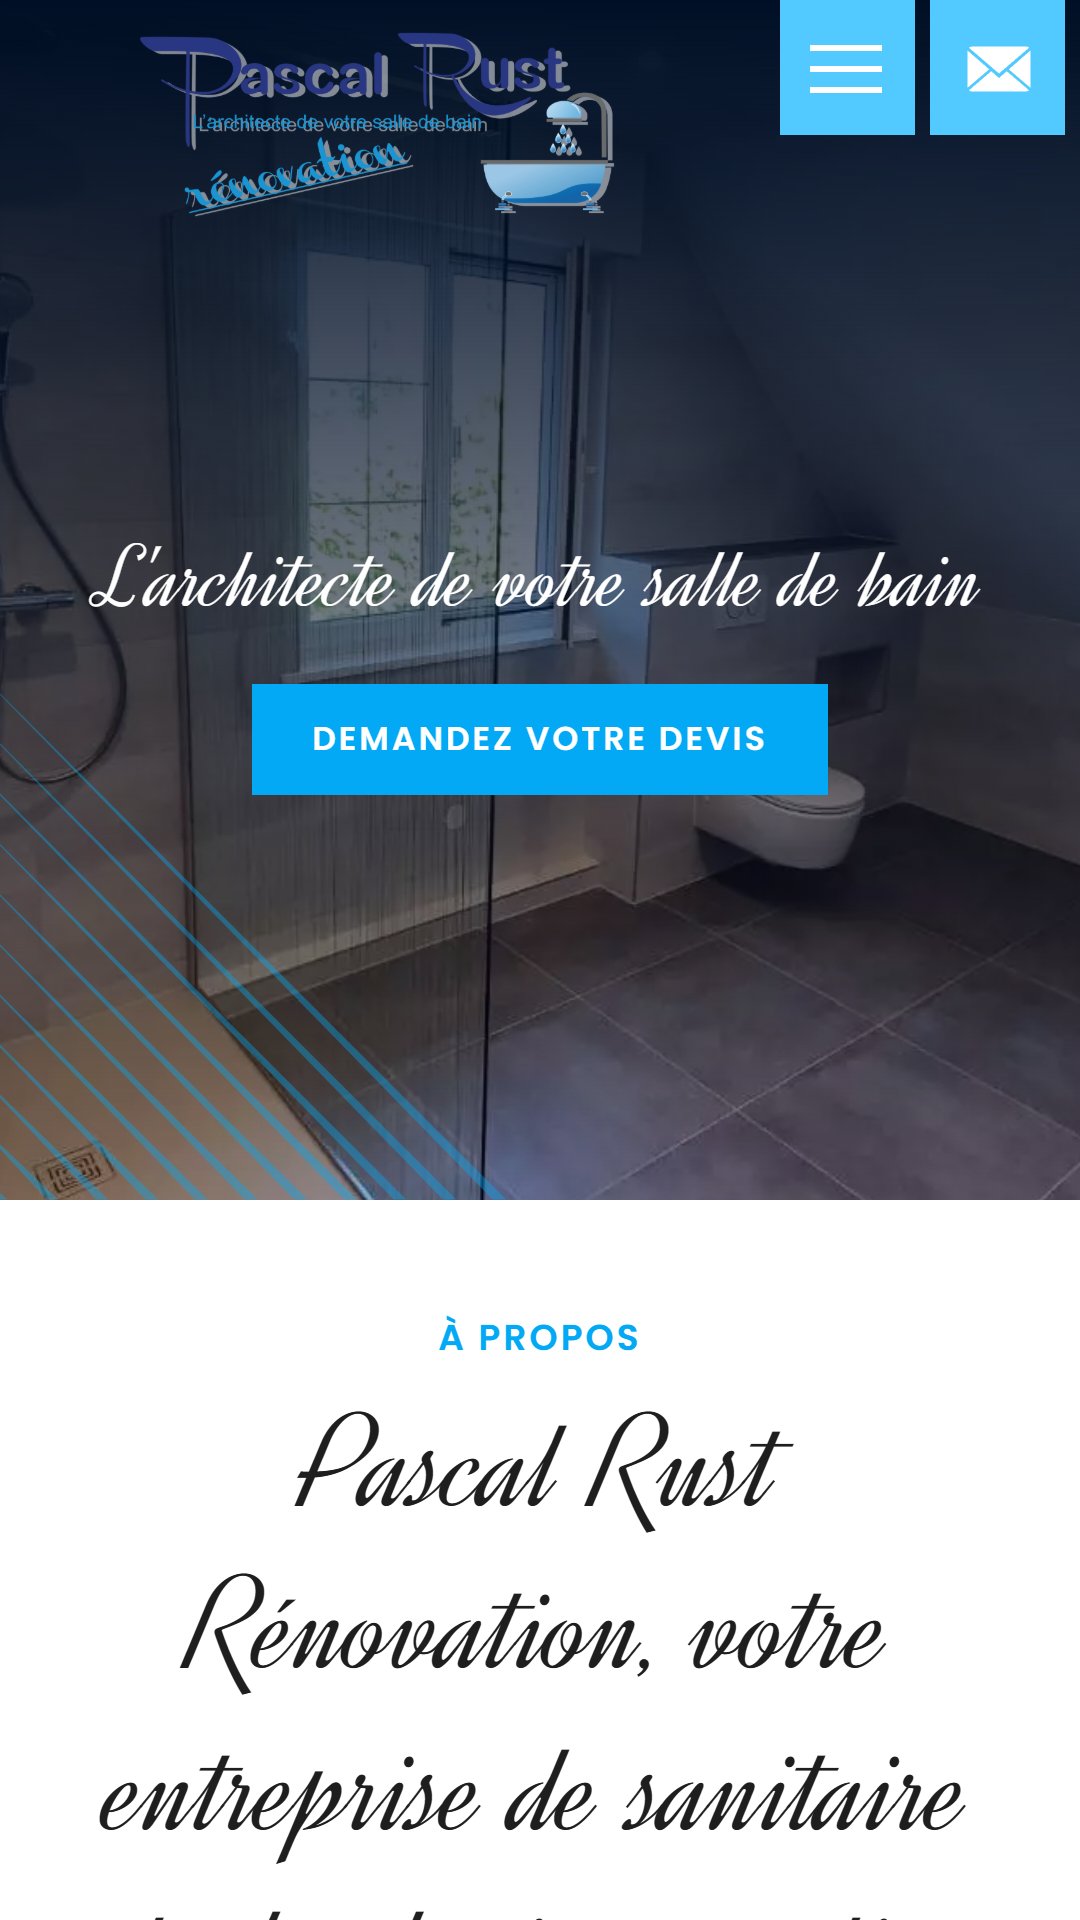 Pascal Rust
L'architecte de votre salle de bain
rénovation
L'architecte de votre salle de bain
DEMANDEZ VOTRE DEVIS
À PROPOS
Pascal Rust
Rénovation, votre
entreprise de sanitaire